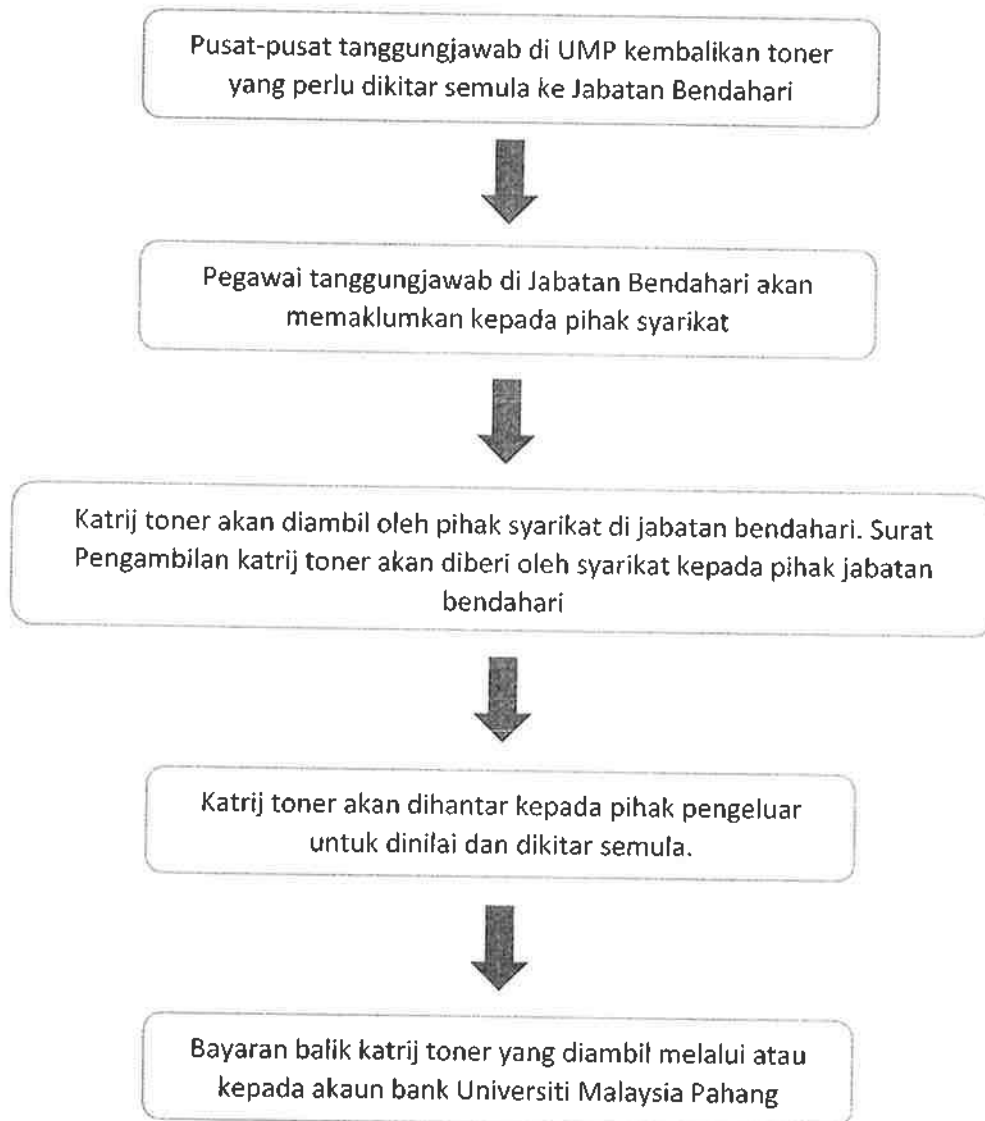 Pusat-pusat tanggungjawab di UMP kembalikan toner
yang perlu dikitar semula ke Jabatan Bendahari
Pegawai tanggungjawab di Jabatan Bendahari akan
memaklumkan kepada pihak syarikat
Katrij toner akan diambil oleh pihak syarikat di jabatan bendahari. Surat
Pengambilan katrij toner akan diberi oleh syarikat kepada pihak jabatan
bendahari
Katrij toner akan dihantar kepada pihak pengeluar
untuk dinilai dan dikitar semula.
Bayaran balik katrij toner yang diambil melalui atau
kepada akaun bank Universiti Malaysia Pahang